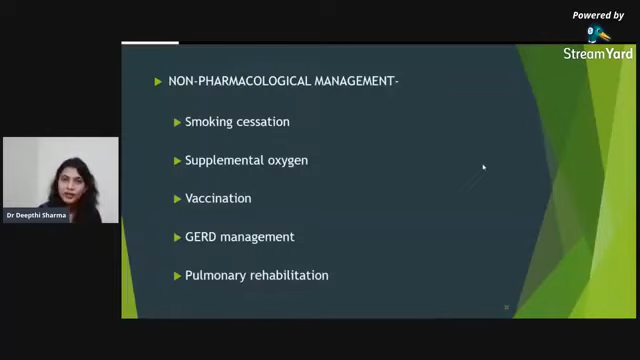 Powered by
StreamYard
NON-PHARMACOLOGICAL MANAGEMENT-
Smoking cessation
Supplemental oxygen
Vaccination
GERD management
Pulmonary rehabilitation
Dr Deepthi Sharma